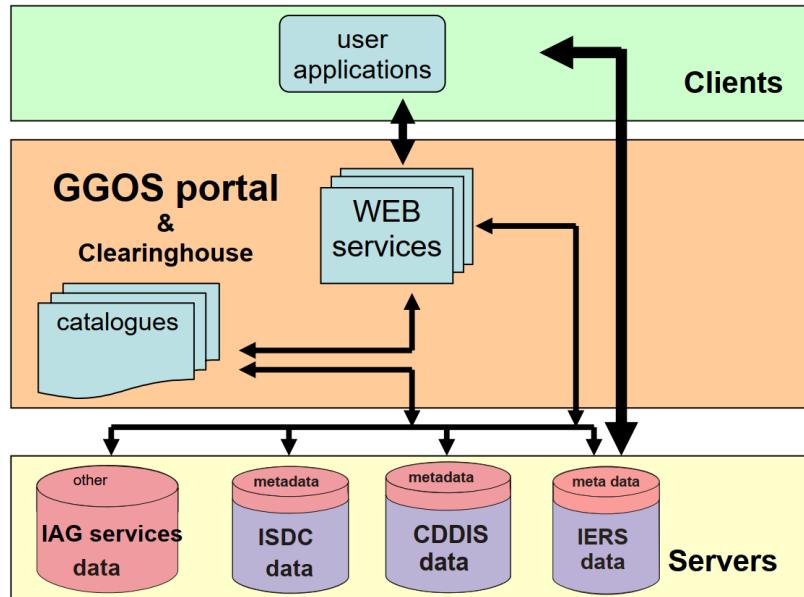 user
applications
Clients
GGOS portal
&
Clearinghouse
WEB
services
catalogues
other
IAG services
data
metadata
ISDC
data
metadata
CDDIS
data
meta data
IERS
data
Servers